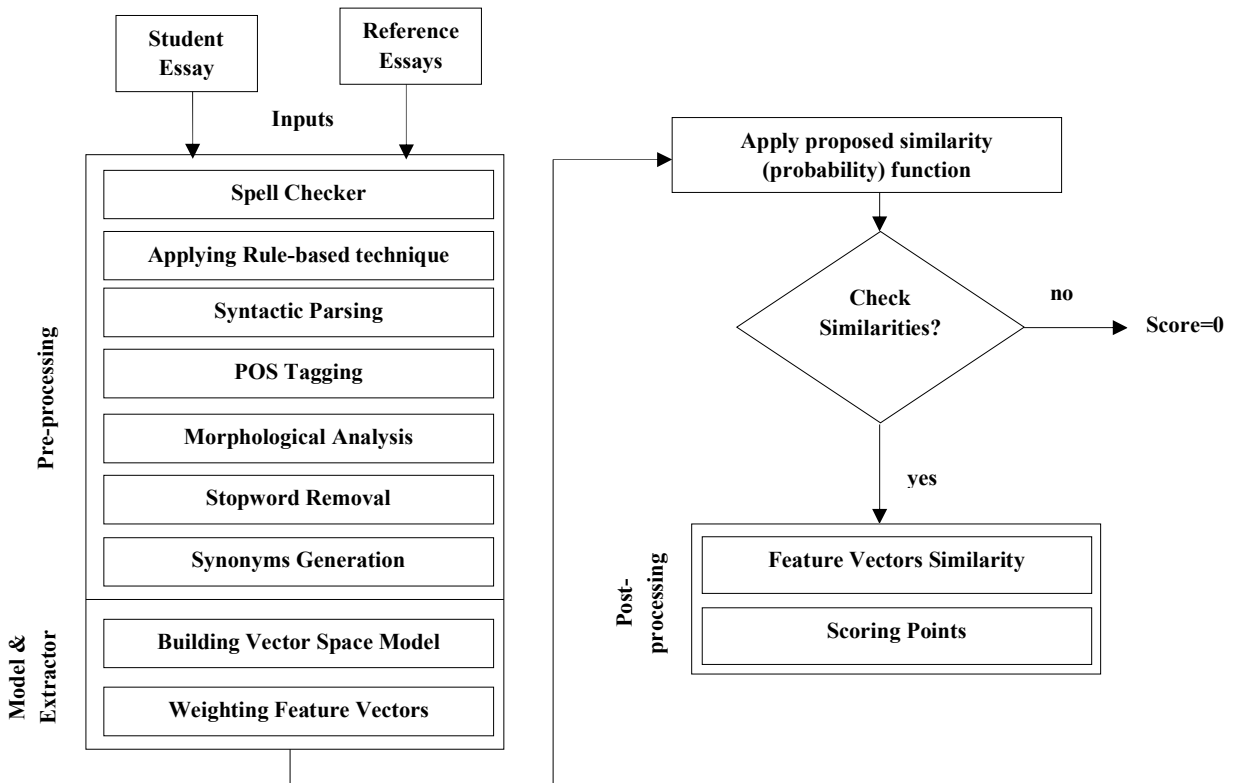 Student
Essay
Reference
Essays
Inputs
Pre-processing
Spell Checker
Applying Rule-based technique
Syntactic Parsing
POS Tagging
Morphological Analysis
Stopword Removal
Synonyms Generation
Model &
Extractor
Building Vector Space Model
Weighting Feature Vectors
Apply proposed similarity
(probability) function
Check
Similarities?
no
Score=0
yes
Post-
processing
Feature Vectors Similarity
Scoring Points